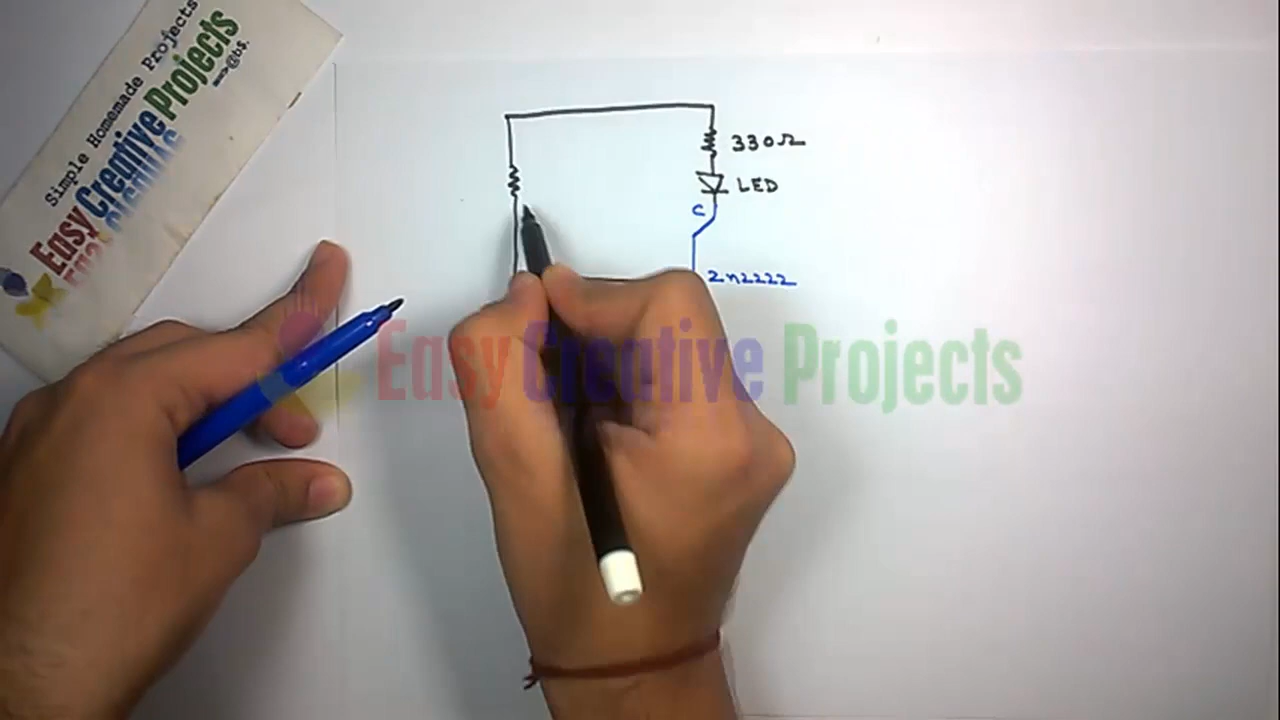 Simple Homemade Projects
Easy Creative Projects
330Ω
LED
C
2n2222
Easy Creative Projects